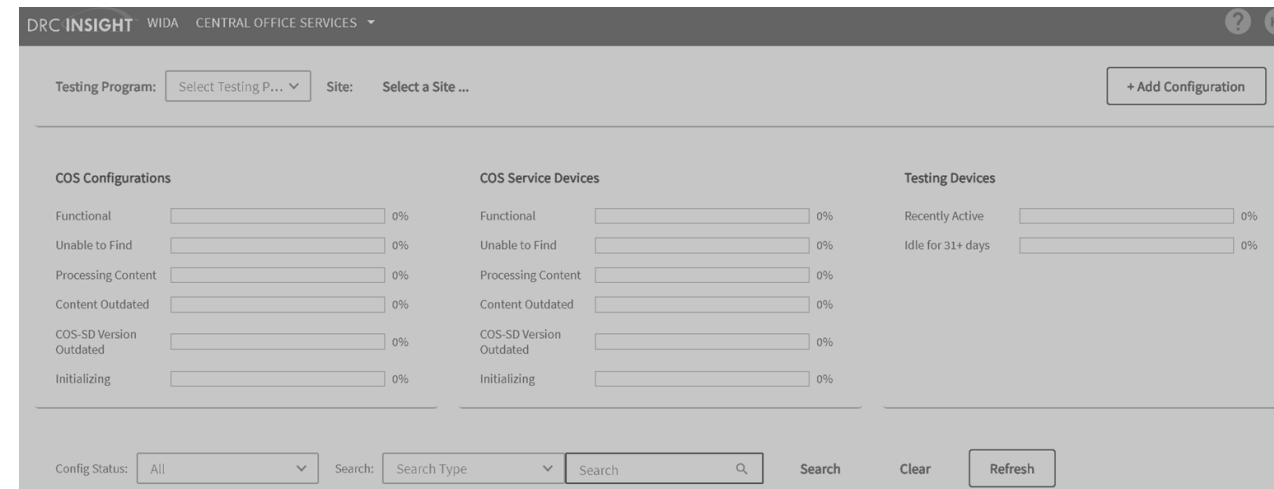 DRC INSIGHT WIDA CENTRAL OFFICE SERVICES ?
Testing Program: Select Testing P... Site: Select a Site ... + Add Configuration
COS Configurations COS Service Devices Testing Devices
Functional 0% Functional 0% Recently Active 0%
Unable to Find 0% Unable to Find 0% Idle for 31+ days 0%
Processing Content 0% Processing Content 0%
Content Outdated 0% Content Outdated 0%
COS-SD Version Outdated 0% COS-SD Version Outdated 0%
Initializing 0% Initializing 0%
Config Status: All Search: Search Type Search Search Clear Refresh